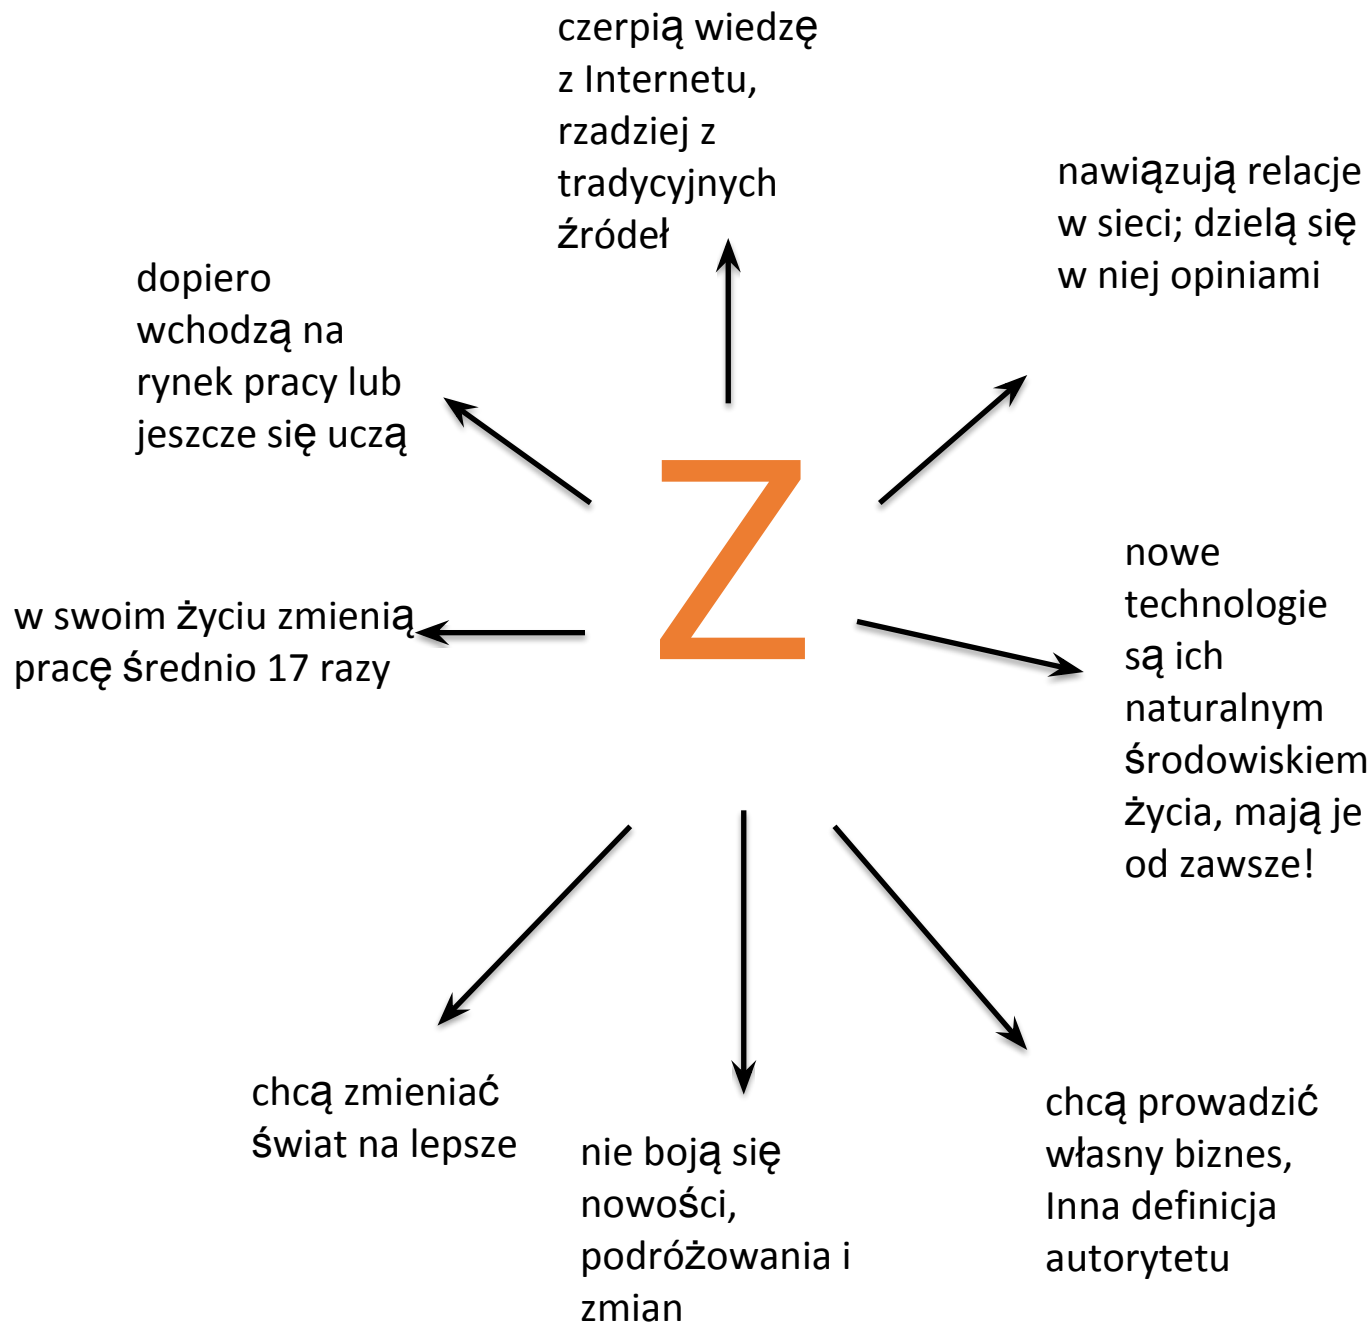 czerpią wiedzę
z Internetu,
rzadziej z
tradycyjnych
źródeł
nawiązują relacje
w sieci; dzielą się
w niej opiniami
dopiero
wchodzą na
rynek pracy lub
jeszcze się uczą
Z
nowe
technologie
są ich
naturalnym
środowiskiem
życia, mają je
od zawsze!
w swoim życiu zmienią
pracę średnio 17 razy
chcą zmieniać
świat na lepsze
nie boją się
nowości,
podróżowania i
zmian
chcą prowadzić
własny biznes,
Inna definicja
autorytetu